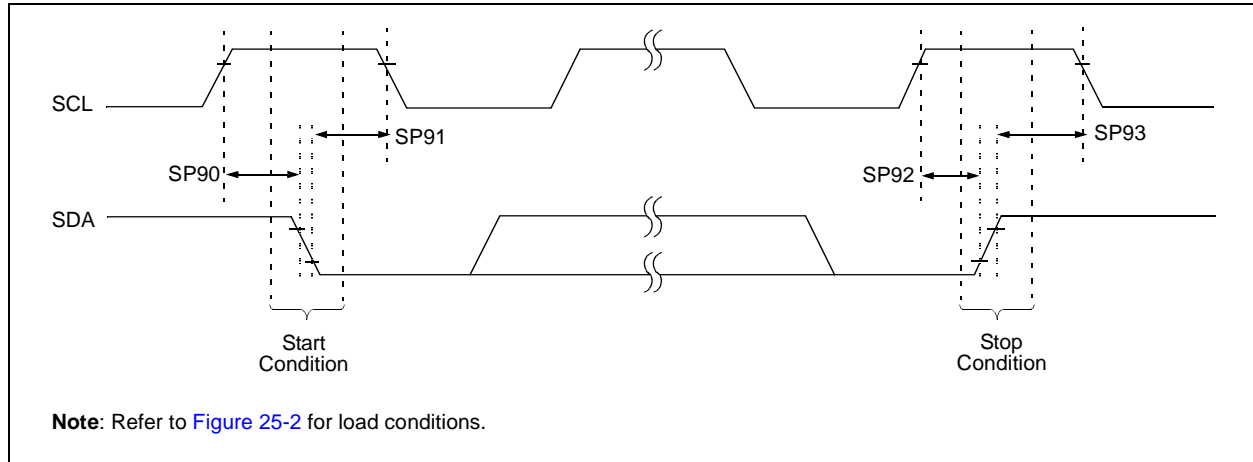 SCL
SP91
SP93
SP90
SP92
SDA
Start
Condition
Stop
Condition
Note: Refer to Figure 25-2 for load conditions.